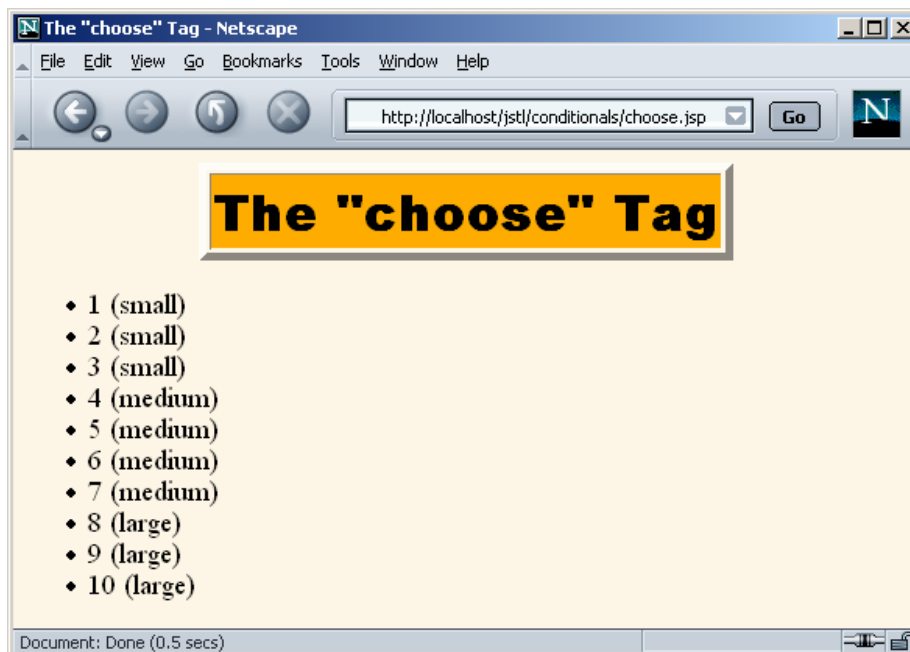 N The "choose" Tag - Netscape
File Edit View Go Bookmarks Tools Window Help
http://localhost/jstl/conditionals/choose.jsp Go N
The "choose" Tag
• 1 (small)
• 2 (small)
• 3 (small)
• 4 (medium)
• 5 (medium)
• 6 (medium)
• 7 (medium)
• 8 (large)
• 9 (large)
• 10 (large)
Document: Done (0.5 secs)